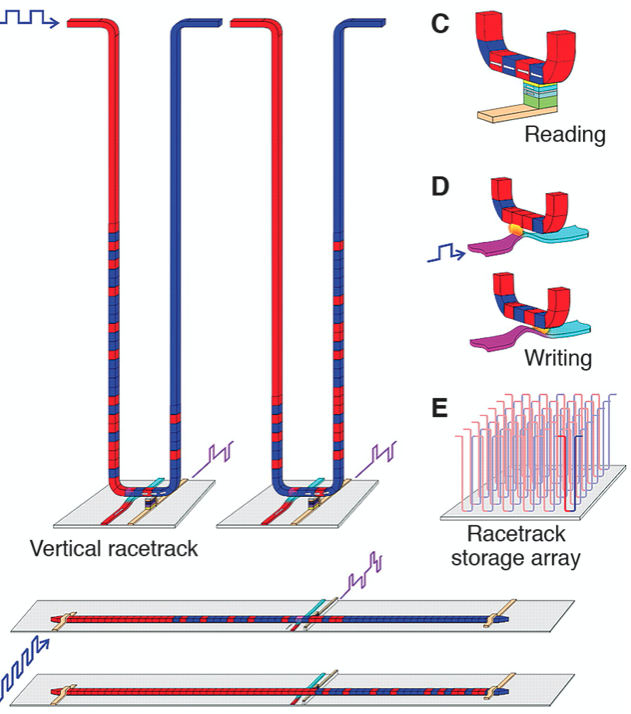 C
Reading
D
Writing
E
Racetrack
storage array
Vertical racetrack